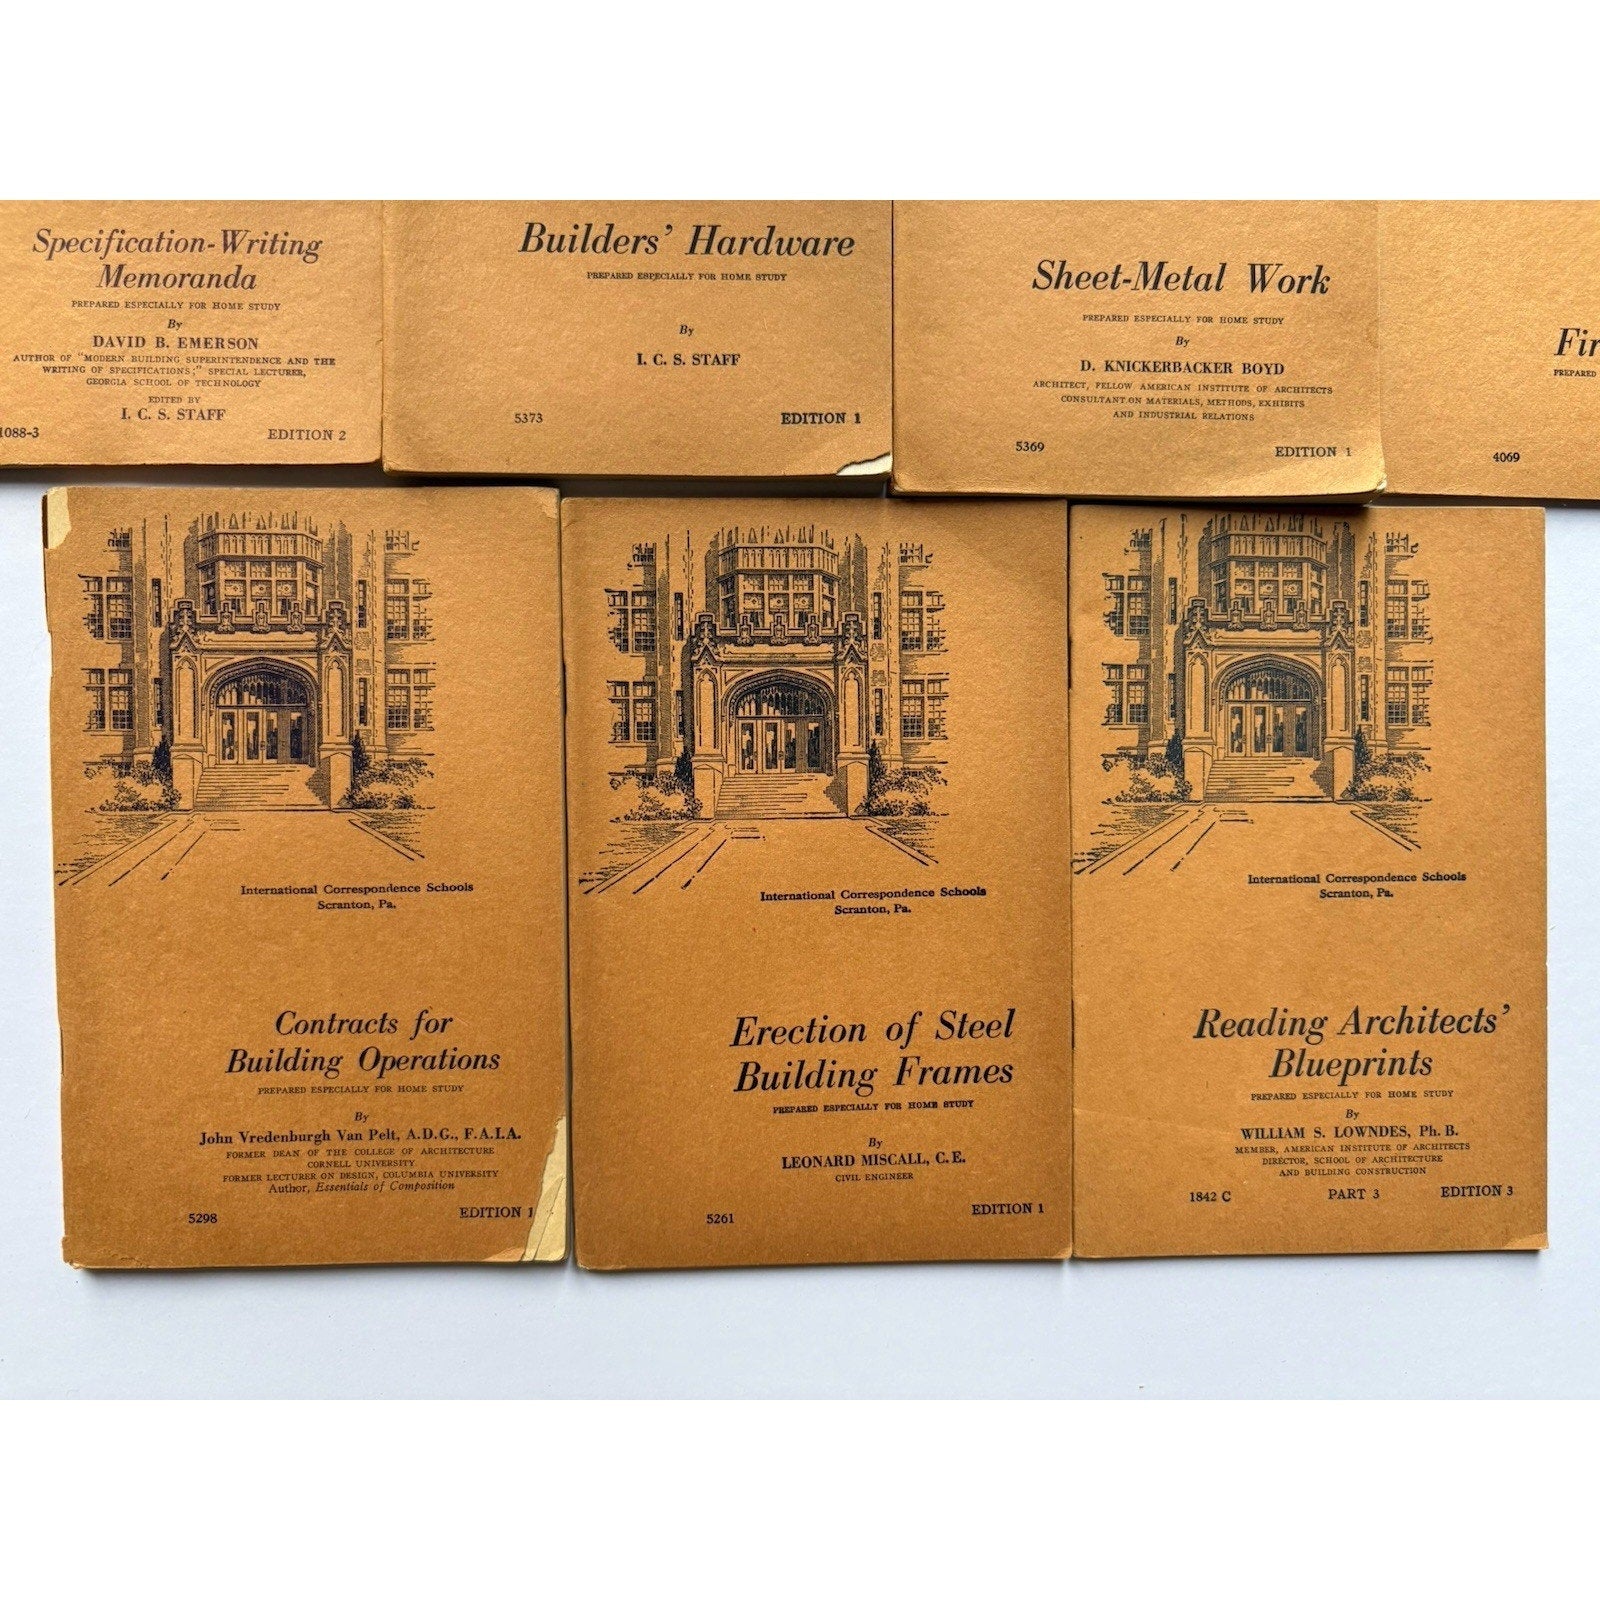 Specification-Writing
Memoranda
PREPARED ESPECIALLY FOR HOME STUDY
By
DAVID B. EMERSON
AUTHOR OF "MODERN BUILDING SUPERINTENDENCE AND THE
WRITING OF SPECIFICATIONS;" SPECIAL LECTURER,
GEORGIA SCHOOL OF TECHNOLOGY
EDITED BY
I. C. S. STAFF
1088-3 EDITION 2
Builders' Hardware
PREPARED ESPECIALLY FOR HOME STUDY
By
I. C. S. STAFF
5373 EDITION 1
Sheet-Metal Work
PREPARED ESPECIALLY FOR HOME STUDY
By
D. KNICKERBACKER BOYD
ARCHITECT, FELLOW AMERICAN INSTITUTE OF ARCHITECTS
CONSULTANT ON MATERIALS, METHODS, EXHIBITS
AND INDUSTRIAL RELATIONS
5369 EDITION 1
Fir
PREPARED
4069
International Correspondence Schools
Scranton, Pa.
Contracts for
Building Operations
PREPARED ESPECIALLY FOR HOME STUDY
By
John Vredenburgh Van Pelt, A.D.G., F.A.I.A.
FORMER DEAN OF THE COLLEGE OF ARCHITECTURE
CORNELL UNIVERSITY
FORMER LECTURER ON DESIGN, COLUMBIA UNIVERSITY
Author, Essentials of Composition
5298 EDITION 1
International Correspondence Schools
Scranton, Pa.
Erection of Steel
Building Frames
PREPARED ESPECIALLY FOR HOME STUDY
By
LEONARD MISCALL, C.E.
CIVIL ENGINEER
5261 EDITION 1
International Correspondence Schools
Scranton, Pa.
Reading Architects'
Blueprints
PREPARED ESPECIALLY FOR HOME STUDY
By
WILLIAM S. LOWNDES, Ph. B.
MEMBER, AMERICAN INSTITUTE OF ARCHITECTS
DIRECTOR, SCHOOL OF ARCHITECTURE
AND BUILDING CONSTRUCTION
1842 C PART 3 EDITION 3